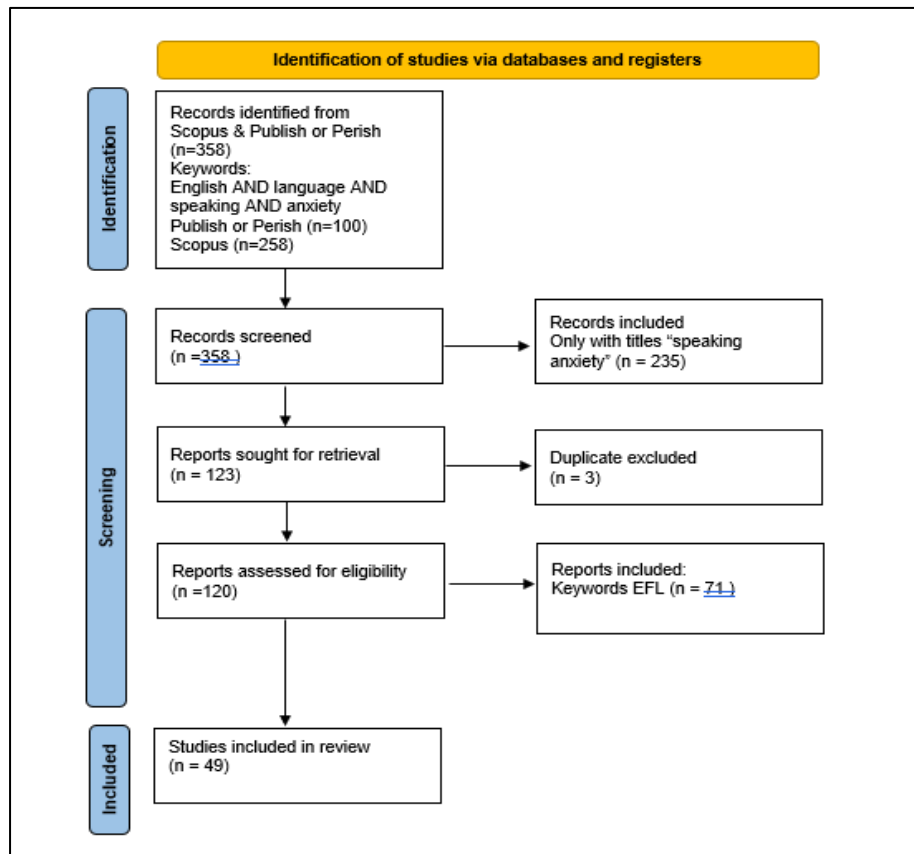 Identification of studies via databases and registers
Identification
Records identified from
Scopus & Publish or Perish
(n=358)
Keywords:
English AND language AND
speaking AND anxiety
Publish or Perish (n=100)
Scopus (n=258)
Screening
Records screened
(n =358 )
Records included
Only with titles “speaking
anxiety” (n = 235)
Reports sought for retrieval
(n = 123)
Duplicate excluded
(n = 3)
Reports assessed for eligibility
(n =120)
Reports included:
Keywords EFL (n = 71 )
Included
Studies included in review
(n = 49)